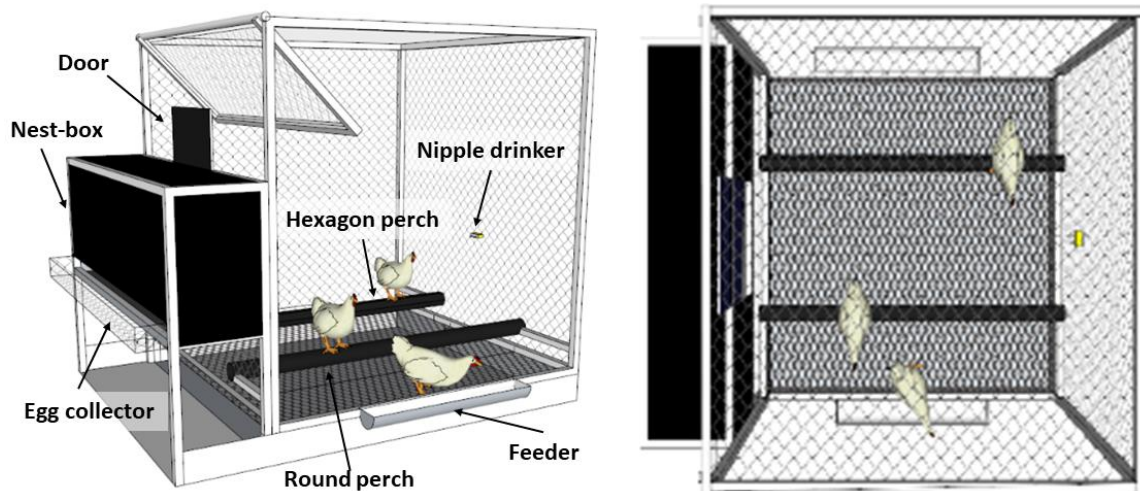 Door
Nest-box
Nipple drinker
Hexagon perch
Egg collector
Feeder
Round perch